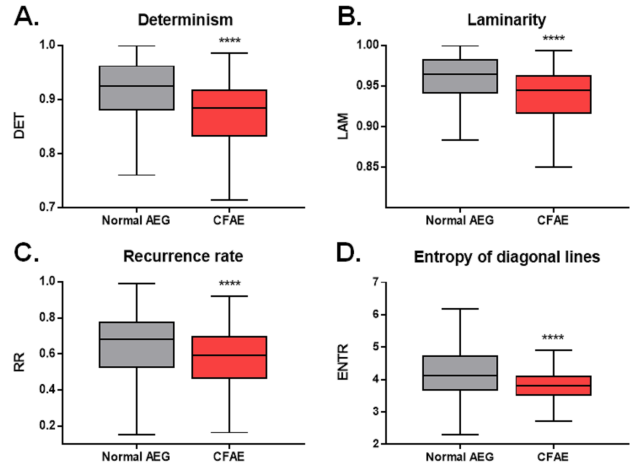 A.
Determinism
****
1.0
0.9
0.8
0.7
DET
Normal AEG CFAE
B.
Laminarity
****
1.00
0.95
0.90
0.85
LAM
Normal AEG CFAE
C.
Recurrence rate
****
1.0
0.8
0.6
0.4
0.2
RR
Normal AEG CFAE
D.
Entropy of diagonal lines
****
7
6
5
4
3
2
ENTR
Normal AEG CFAE